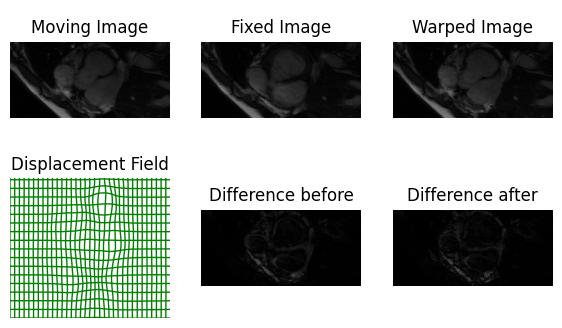 Moving Image
Fixed Image
Warped Image
Displacement Field
Difference before
Difference after